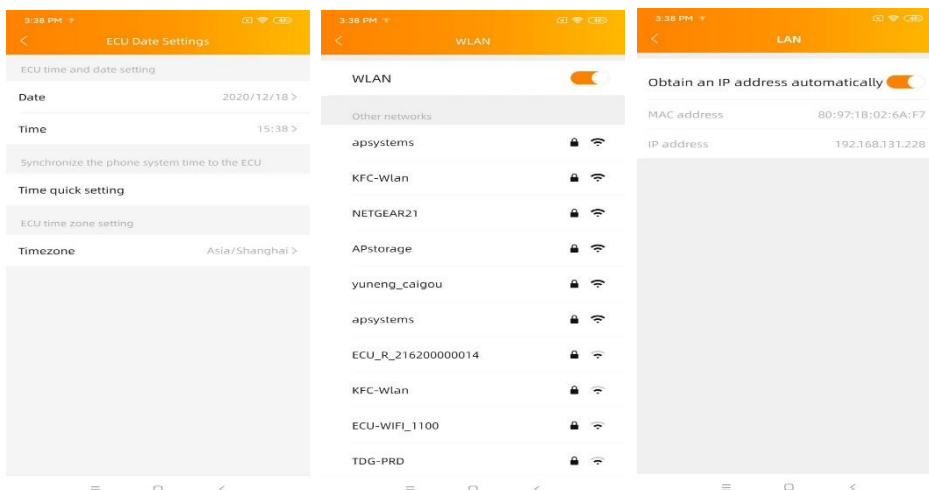 3:38 PM
ECU Date Settings
ECU time and date setting
Date 2020/12/18
Time 15:38
Synchronize the phone system time to the ECU
Time quick setting
ECU time zone setting
Timezone Asia/Shanghai
3:38 PM
WLAN
WLAN
Other networks
apsystems
KFC-Wlan
NETGEAR21
APstorage
yuneng_caigou
apsystems
ECU_R_216200000014
KFC-Wlan
ECU-WIFI_1100
TDG-PRD
3:38 PM
LAN
Obtain an IP address automatically
MAC address 80:97:1B:02:6A:F7
IP address 192.168.131.228